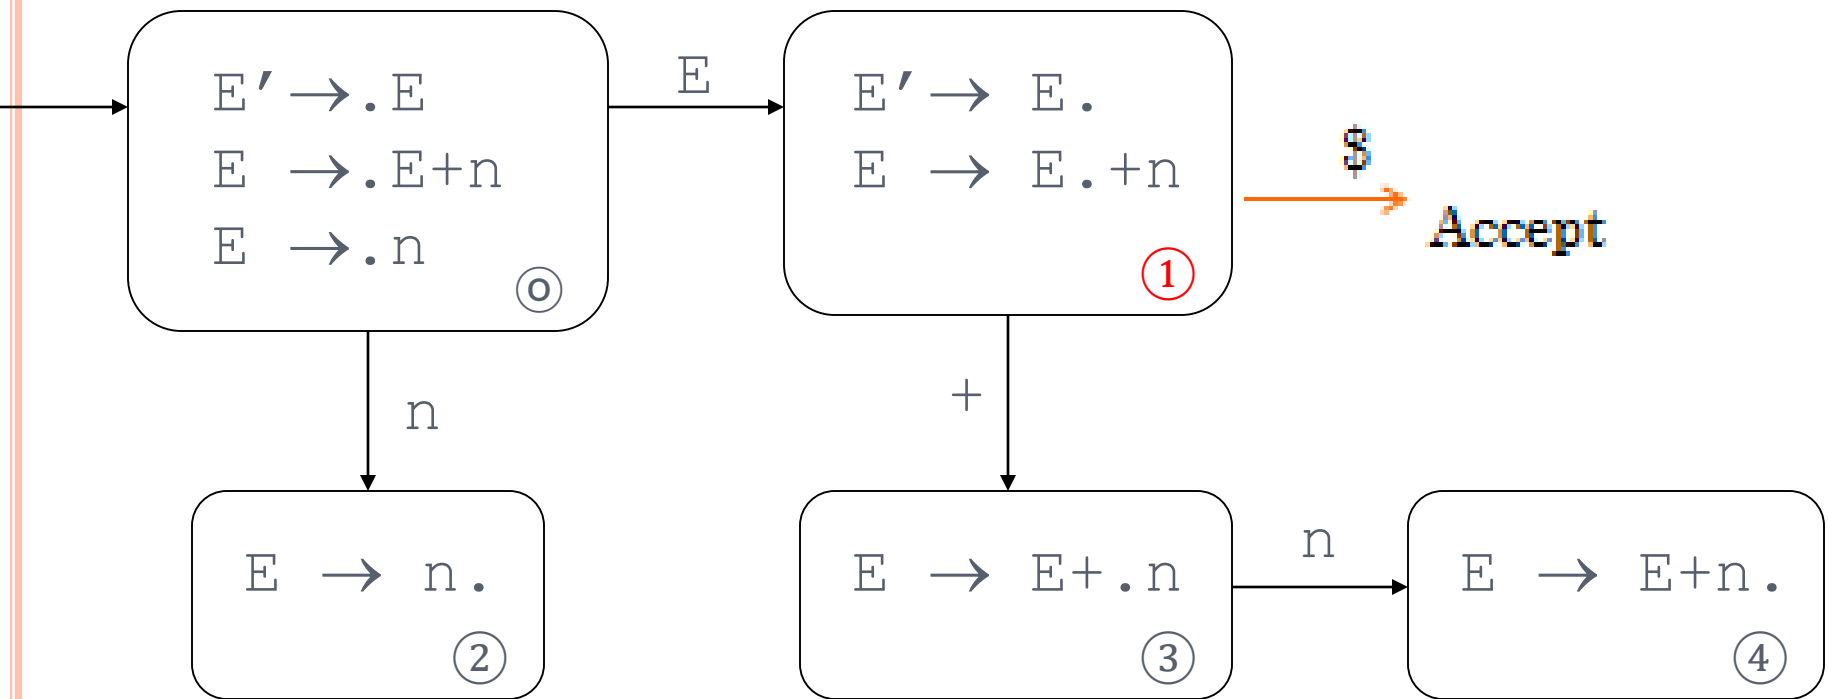 E′→.E
E →.E+n
E →.n
⓪
E
E′→ E.
E → E.+n
①
$
Accept
n
+
E → n.
②
E → E+.n
③
n
E → E+n.
④